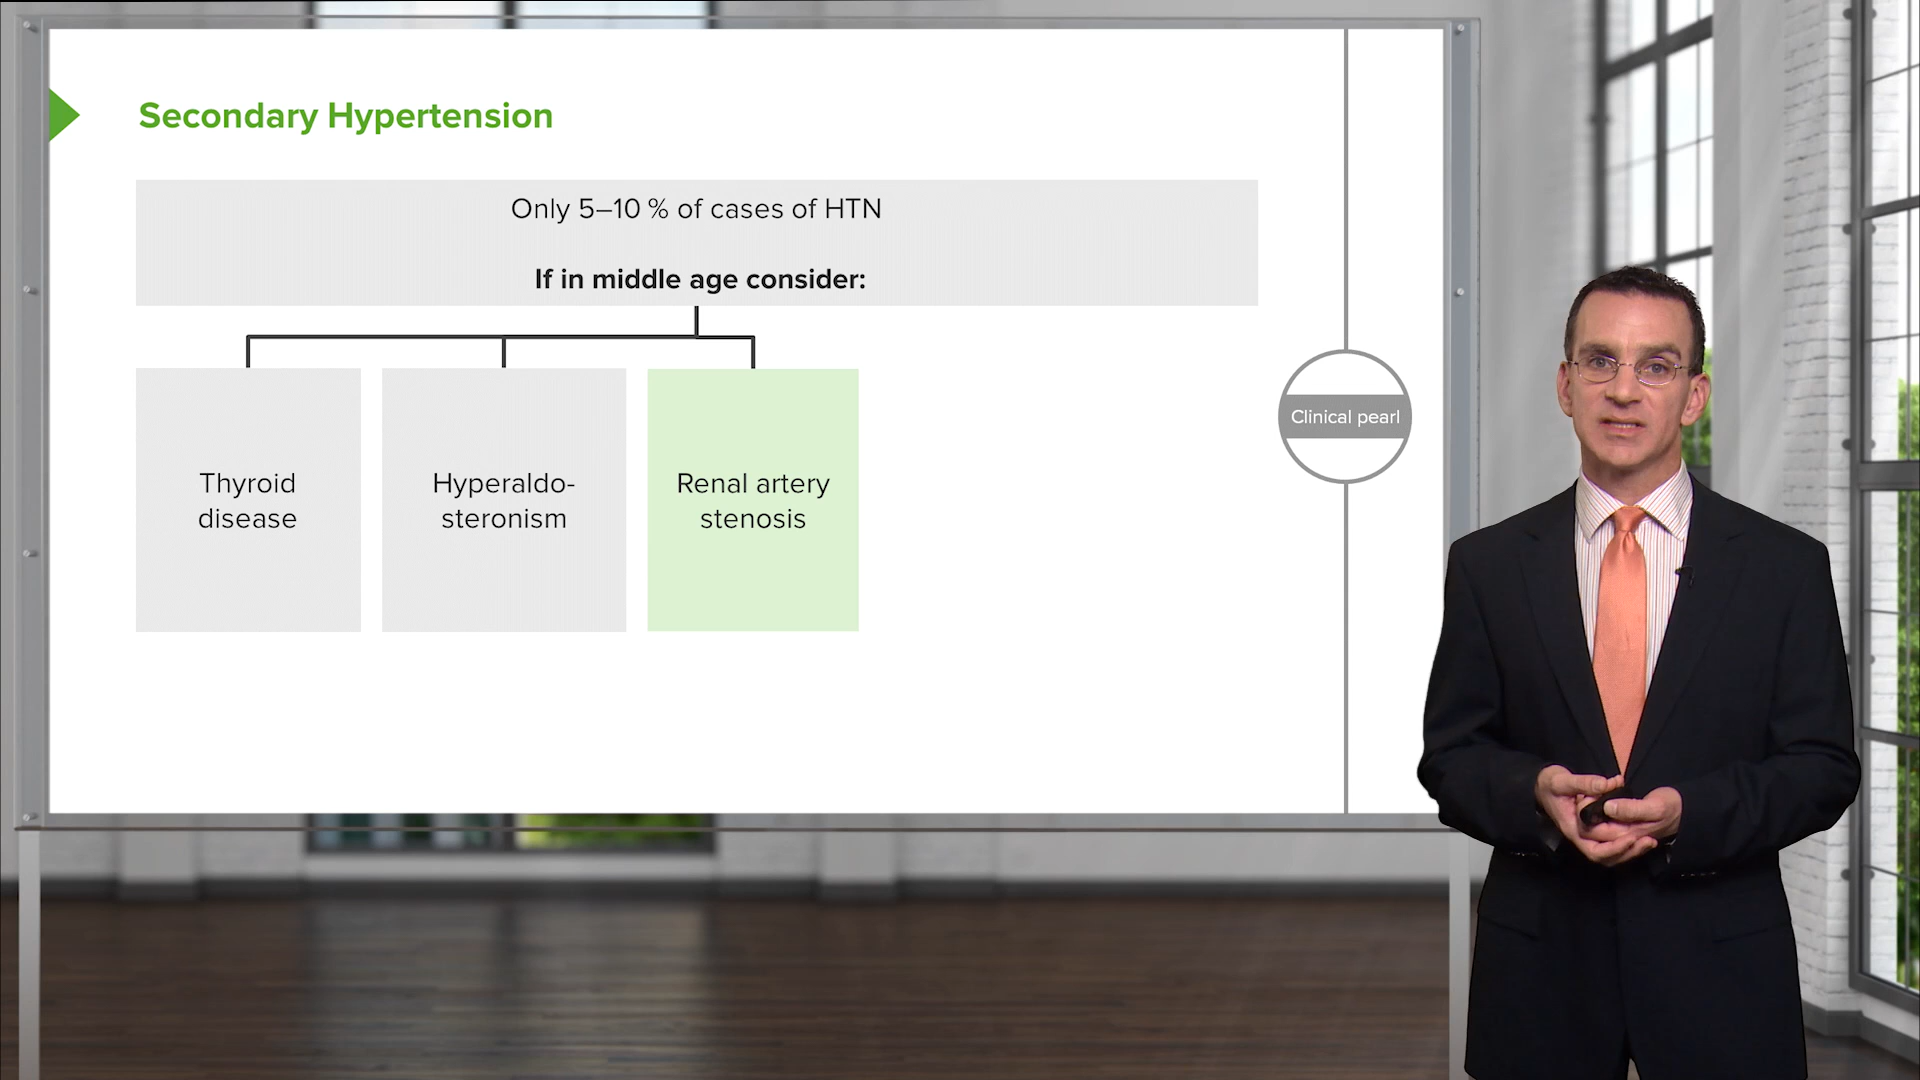 Secondary Hypertension
Only 5–10 % of cases of HTN
If in middle age consider:
Thyroid
disease
Hyperaldo-
steronism
Renal artery
stenosis
Clinical pearl